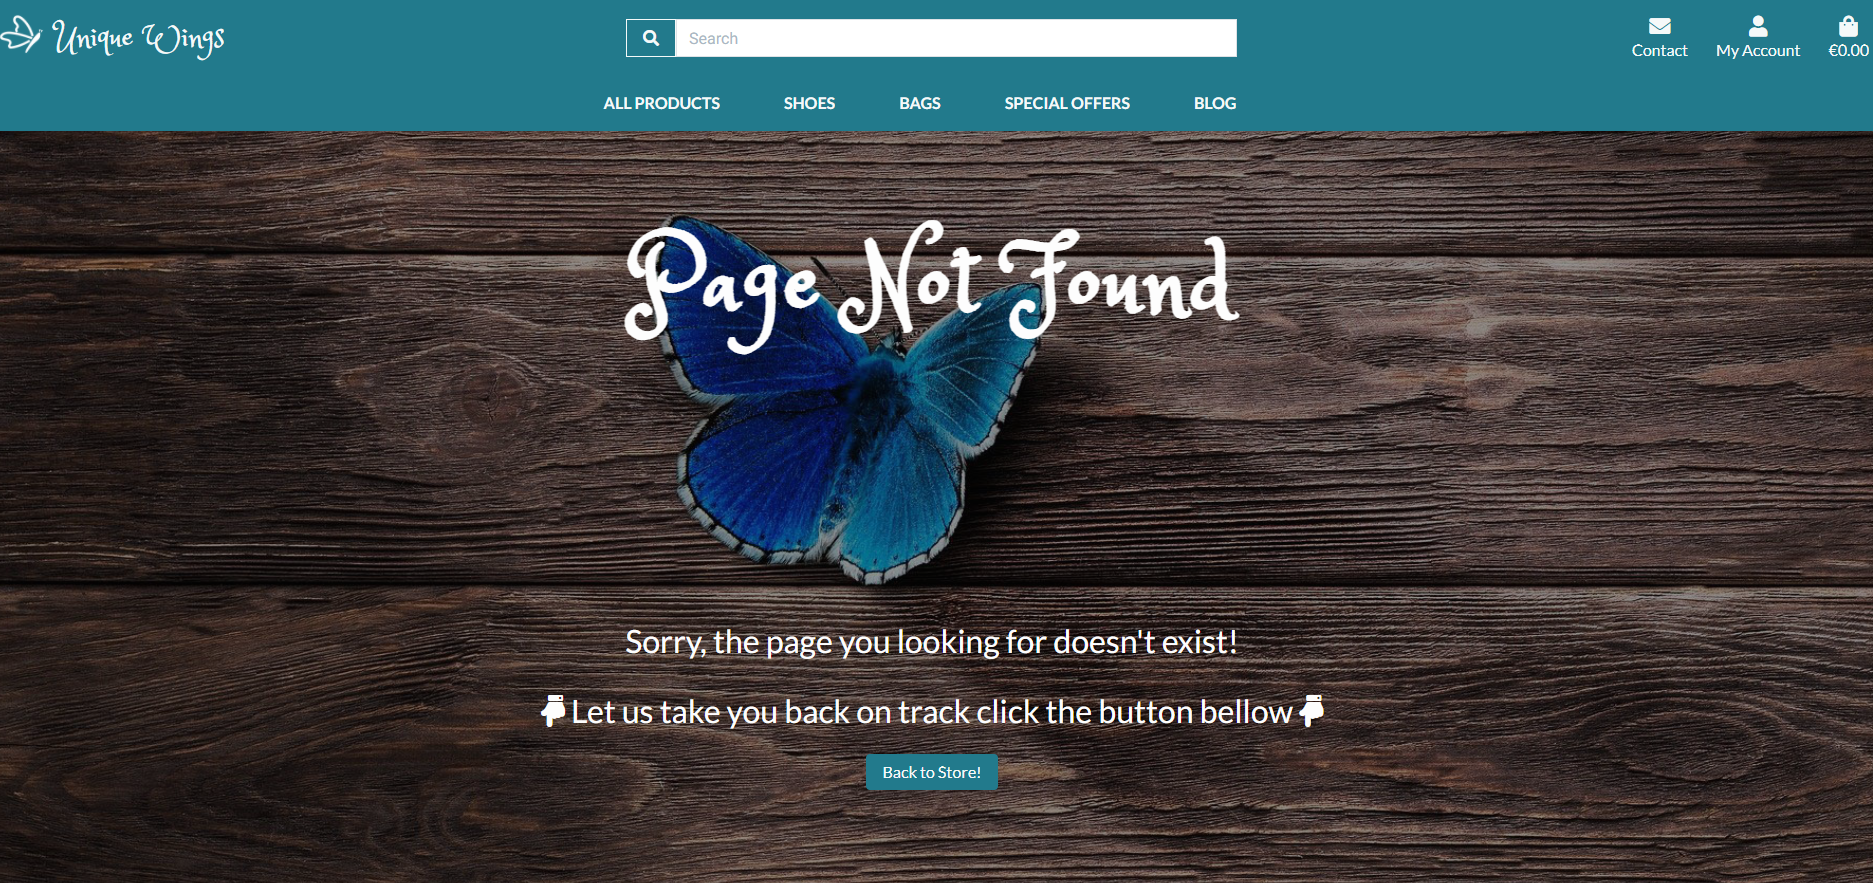 Unique Wings
Search
Contact
My Account
€0.00
ALL PRODUCTS
SHOES
BAGS
SPECIAL OFFERS
BLOG
Page Not Found
Sorry, the page you looking for doesn't exist!
Let us take you back on track click the button bellow
Back to Store!